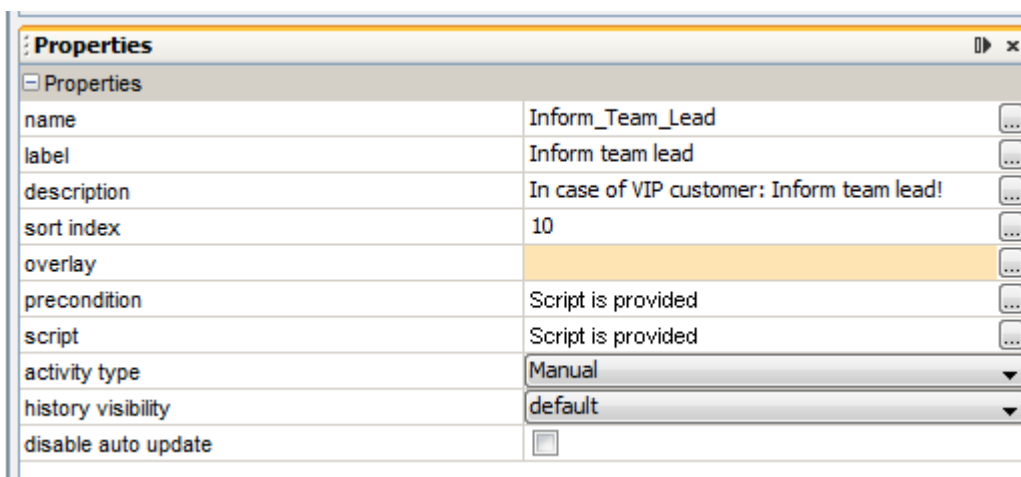 Properties
Properties
name Inform_Team_Lead ...
label Inform team lead ...
description In case of VIP customer: Inform team lead! ...
sort index 10 ...
overlay ...
precondition Script is provided ...
script Script is provided ...
activity type Manual
history visibility default
disable auto update